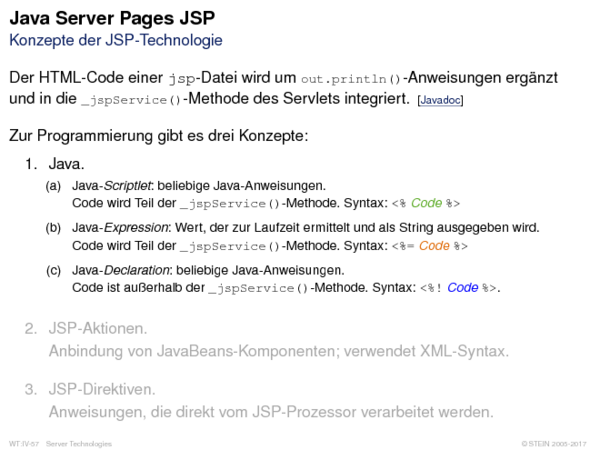 Java Server Pages JSP
Konzepte der JSP-Technologie
Der HTML-Code einer jsp-Datei wird um out.println()-Anweisungen ergänzt
und in die _jspService()-Methode des Servlets integriert. [Javadoc]
Zur Programmierung gibt es drei Konzepte:
1. Java.
(a) Java-Scriptlet: beliebige Java-Anweisungen.
Code wird Teil der _jspService()-Methode. Syntax: <% Code %>
(b) Java-Expression: Wert, der zur Laufzeit ermittelt und als String ausgegeben wird.
Code wird Teil der _jspService()-Methode. Syntax: <%= Code %>
(c) Java-Declaration: beliebige Java-Anweisungen.
Code ist außerhalb der _jspService()-Methode. Syntax: <%! Code %>.
2. JSP-Aktionen.
Anbindung von JavaBeans-Komponenten; verwendet XML-Syntax.
3. JSP-Direktiven.
Anweisungen, die direkt vom JSP-Prozessor verarbeitet werden.
WT:IV-57 Server Technologies © STEIN 2005-2017